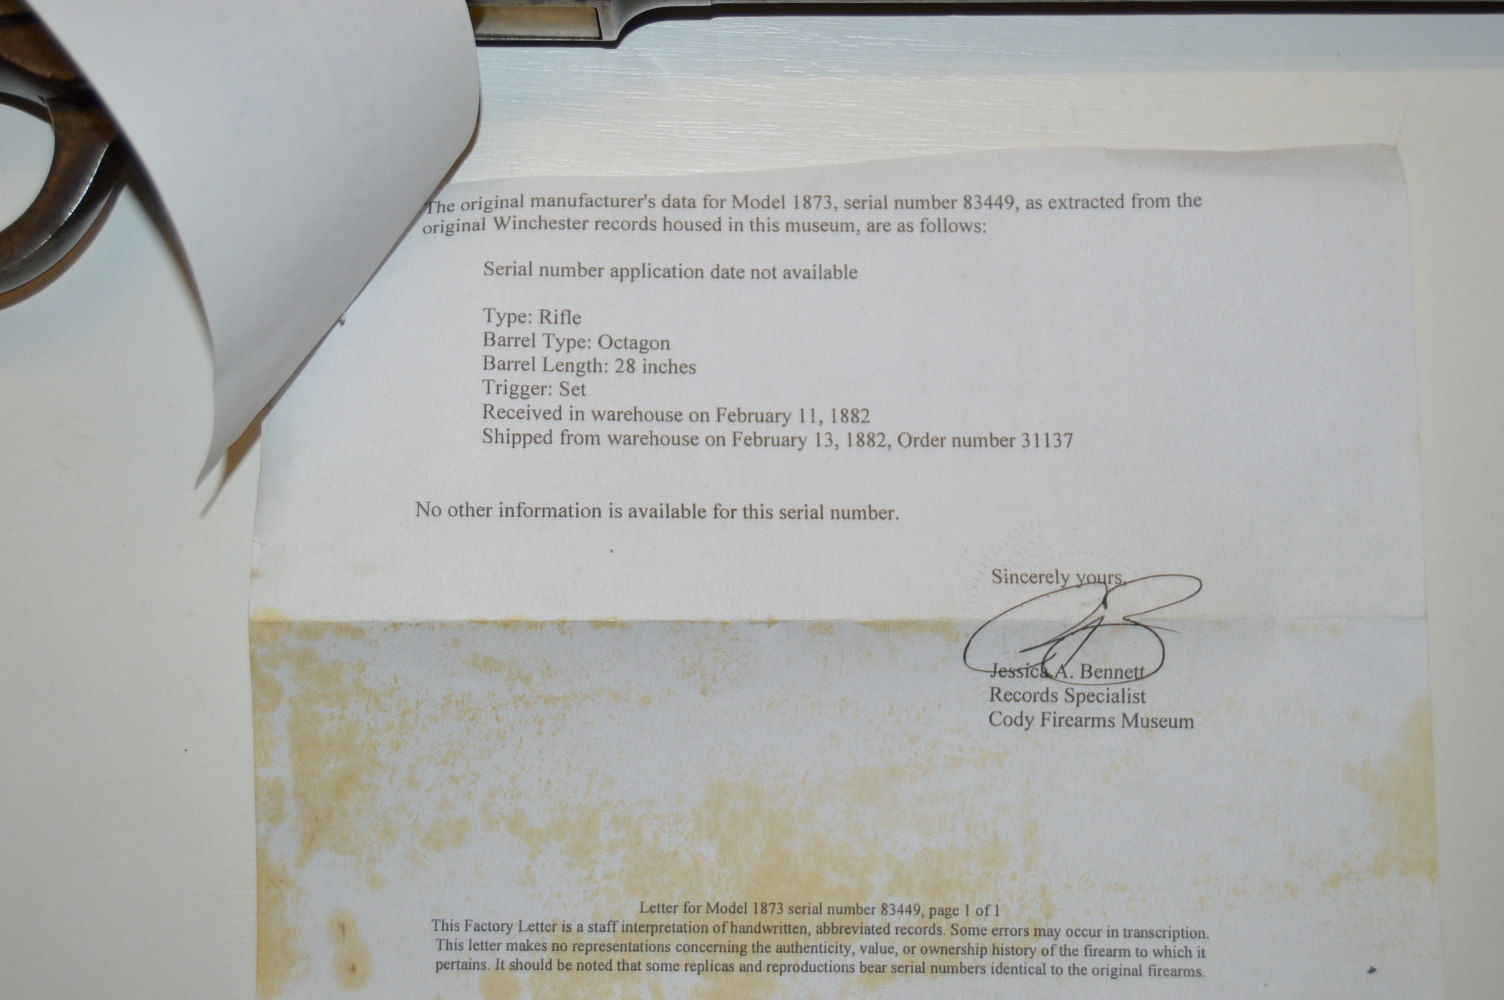 The original manufacturer's data for Model 1873, serial number 83449, as extracted from the
original Winchester records housed in this museum, are as follows:
Serial number application date not available
Type: Rifle
Barrel Type: Octagon
Barrel Length: 28 inches
Trigger: Set
Received in warehouse on February 11, 1882
Shipped from warehouse on February 13, 1882, Order number 31137
No other information is available for this serial number.
Sincerely yours,
Jessica A. Bennett
Records Specialist
Cody Firearms Museum
Letter for Model 1873 serial number 83449, page 1 of 1
This Factory Letter is a staff interpretation of handwritten, abbreviated records. Some errors may occur in transcription.
This letter makes no representations concerning the authenticity, value, or ownership history of the firearm to which it
pertains. It should be noted that some replicas and reproductions bear serial numbers identical to the original firearms.